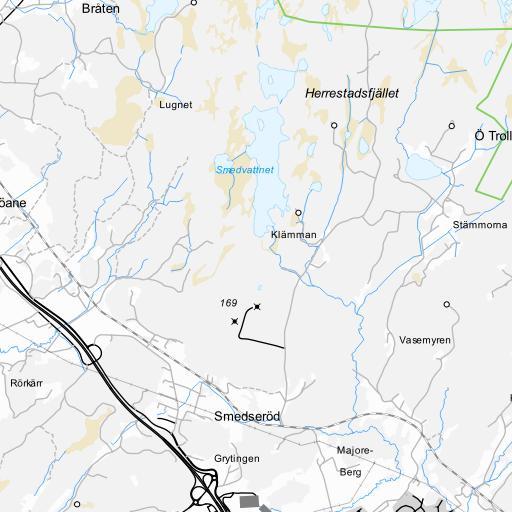 Bråten
Herrestadsfjället
Lugnet
Ö Troll
Smedvattnet
öane
Stämmorna
Klämman
169
Vasemyren
Rörkärr
Smedseröd
Grytingen
Majore-
Berg